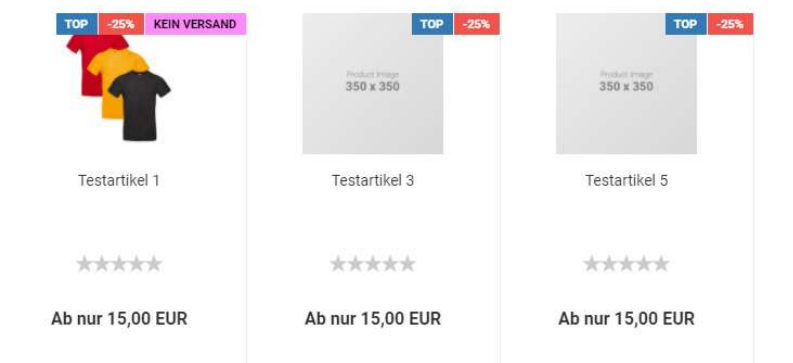 TOP -25% KEIN VERSAND
Testartikel 1
Ab nur 15,00 EUR
TOP -25%
Product Image
350 x 350
Testartikel 3
Ab nur 15,00 EUR
TOP -25%
Product Image
350 x 350
Testartikel 5
Ab nur 15,00 EUR